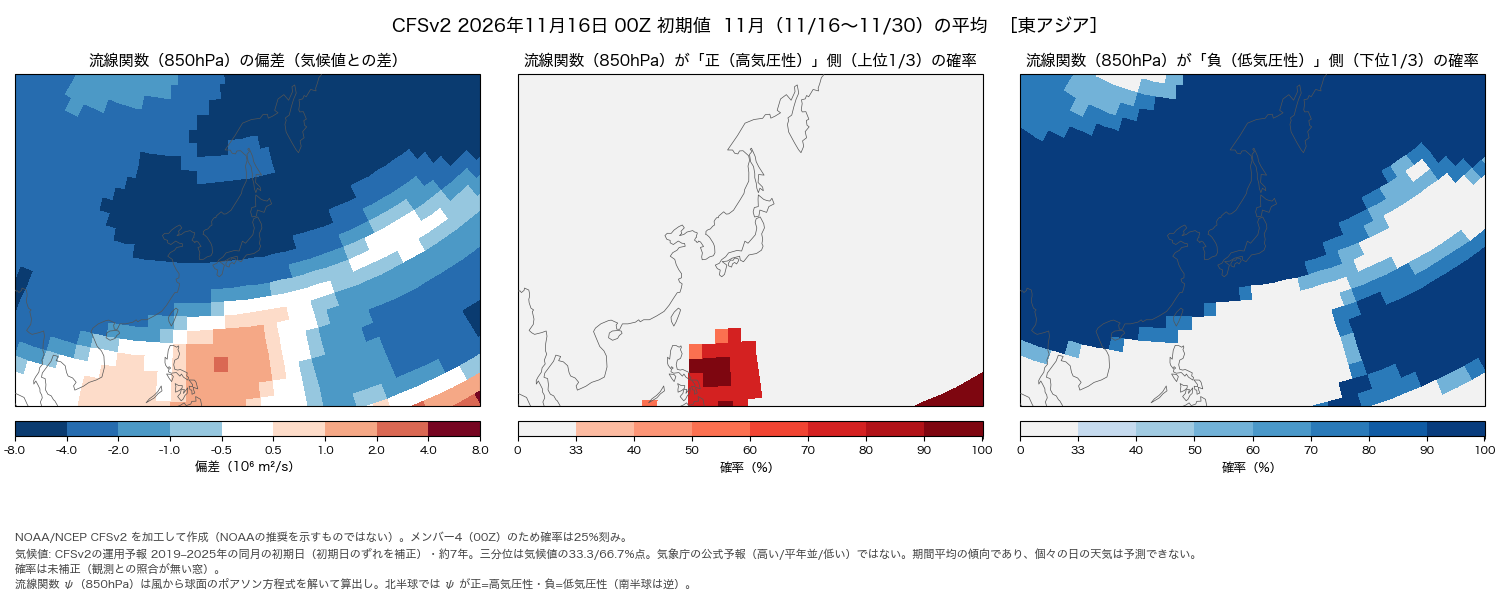 CFSv2 2026年11月16日 00Z 初期値 11月（11/16～11/30）の平均 ［東アジア］
流線関数（850hPa）の偏差（気候値との差）
流線関数（850hPa）が「正（高気圧性）」側（上位1/3）の確率
流線関数（850hPa）が「負（低気圧性）」側（下位1/3）の確率
-8.0 -4.0 -2.0 -1.0 -0.5 0.5 1.0 2.0 4.0 8.0
偏差（10⁶ m²/s）
0 33 40 50 60 70 80 90 100
確率（%）
0 33 40 50 60 70 80 90 100
確率（%）
NOAA/NCEP CFSv2 を加工して作成（NOAAの推奨を示すものではない）。メンバー4（00Z）のため確率は25%刻み。
気候値: CFSv2の運用予報 2019–2025年の同月の初期日（初期日のずれを補正）・約7年。三分位は気候値の33.3/66.7%点。気象庁の公式予報（高い/平年並/低い）ではない。期間平均の傾向であり、個々の日の天気は予測できない。
確率は未補正（観測との照合が無い窓）。
流線関数 ψ（850hPa）は風から球面のポアソン方程式を解いて算出し。北半球では ψ が正=高気圧性・負=低気圧性（南半球は逆）。